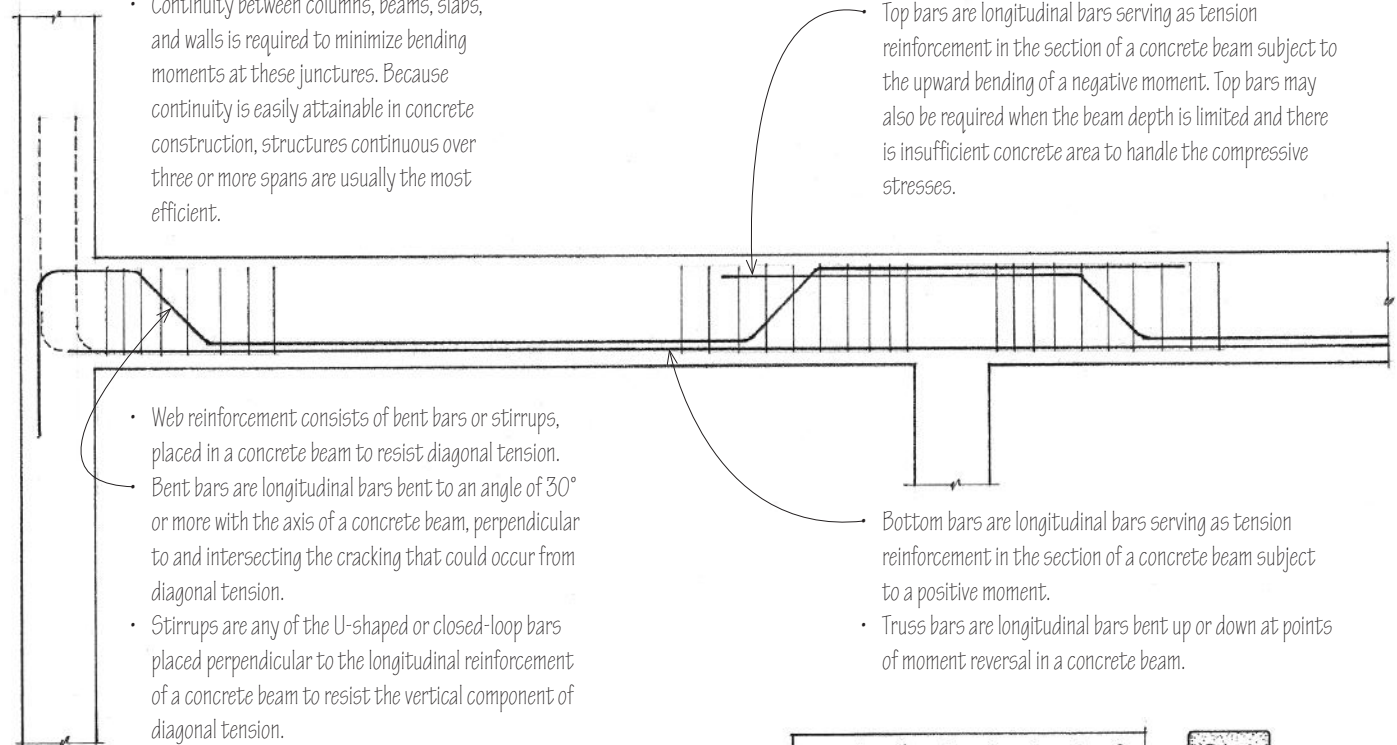 • Continuity between columns, beams, slabs,
and walls is required to minimize bending
moments at these junctures. Because
continuity is easily attainable in concrete
construction, structures continuous over
three or more spans are usually the most
efficient.
• Top bars are longitudinal bars serving as tension
reinforcement in the section of a concrete beam subject to
the upward bending of a negative moment. Top bars may
also be required when the beam depth is limited and there
is insufficient concrete area to handle the compressive
stresses.
• Web reinforcement consists of bent bars or stirrups,
placed in a concrete beam to resist diagonal tension.
• Bent bars are longitudinal bars bent to an angle of 30°
or more with the axis of a concrete beam, perpendicular
to and intersecting the cracking that could occur from
diagonal tension.
• Stirrups are any of the U-shaped or closed-loop bars
placed perpendicular to the longitudinal reinforcement
of a concrete beam to resist the vertical component of
diagonal tension.
• Bottom bars are longitudinal bars serving as tension
reinforcement in the section of a concrete beam subject
to a positive moment.
• Truss bars are longitudinal bars bent up or down at points
of moment reversal in a concrete beam.